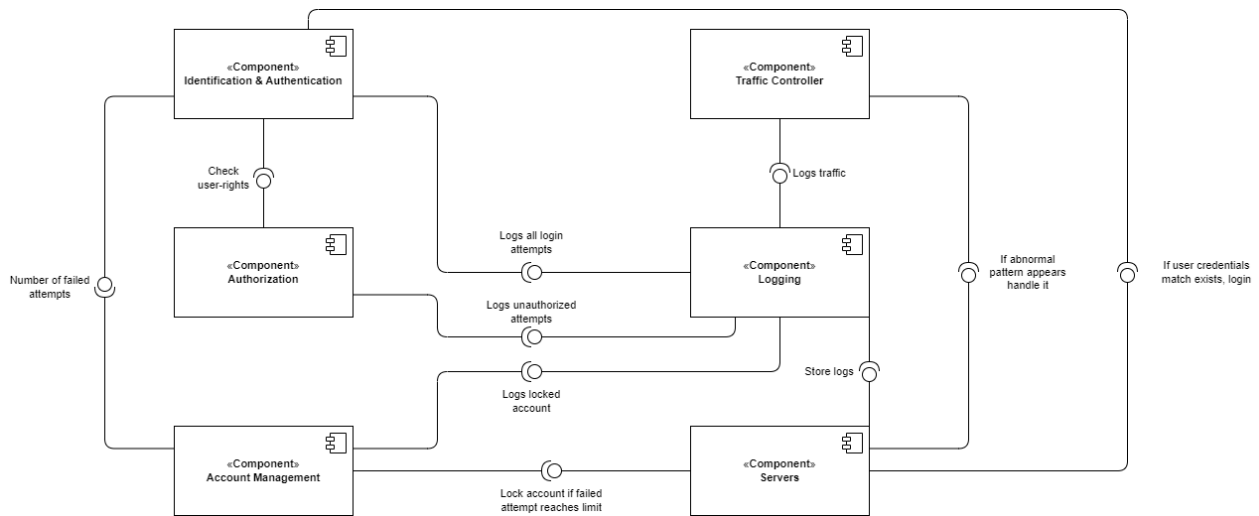 «Component»
Identification & Authentication
«Component»
Traffic Controller
Check
user-rights
Logs traffic
Logs all login
attempts
«Component»
Authorization
«Component»
Logging
Number of failed
attempts
If abnormal
pattern appears
handle it
If user credentials
match exists, login
Logs unauthorized
attempts
Logs locked
account
Store logs
«Component»
Account Management
«Component»
Servers
Lock account if failed
attempt reaches limit